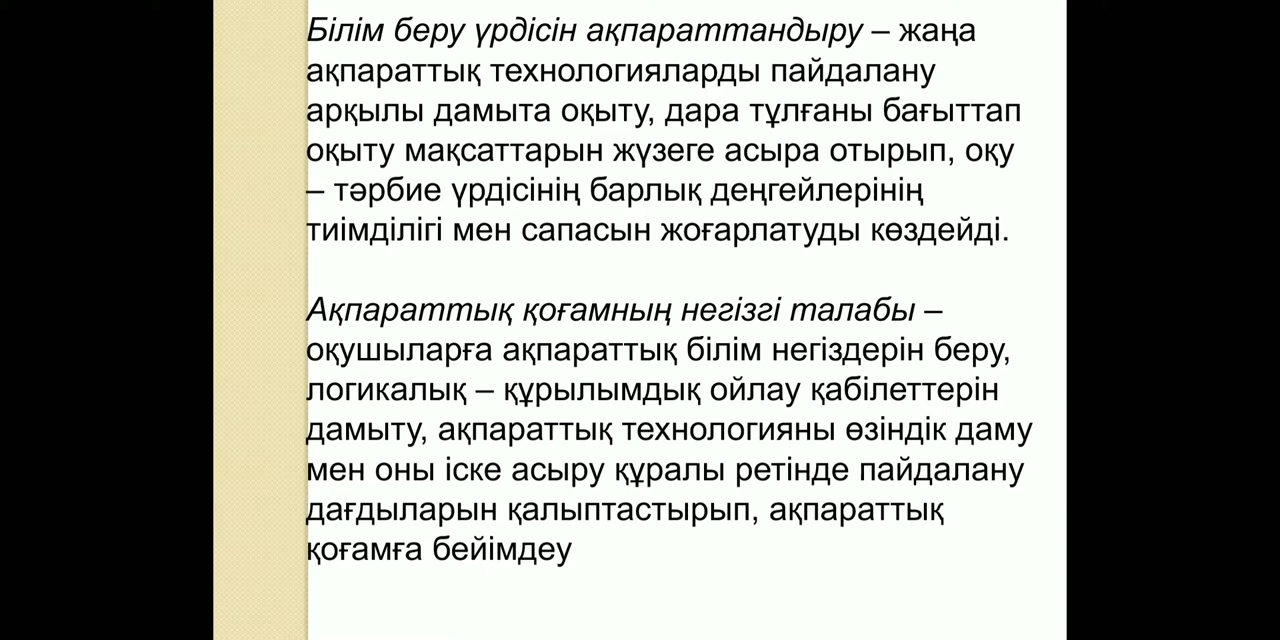 Білім беру үрдісін ақпараттандыру – жаңа
ақпараттық технологияларды пайдалану
арқылы дамыта оқыту, дара тұлғаны бағыттап
оқыту мақсаттарын жүзеге асыра отырып, оқу
– тәрбие үрдісінің барлық деңгейлерінің
тиімділігі мен сапасын жоғарлатуды көздейді.
Ақпараттық қоғамның негізгі талабы –
оқушыларға ақпараттық білім негіздерін беру,
логикалық – құрылымдық ойлау қабілеттерін
дамыту, ақпараттық технологияны өзіндік даму
мен оны іске асыру құралы ретінде пайдалану
дағдыларын қалыптастырып, ақпараттық
қоғамға бейімдеу